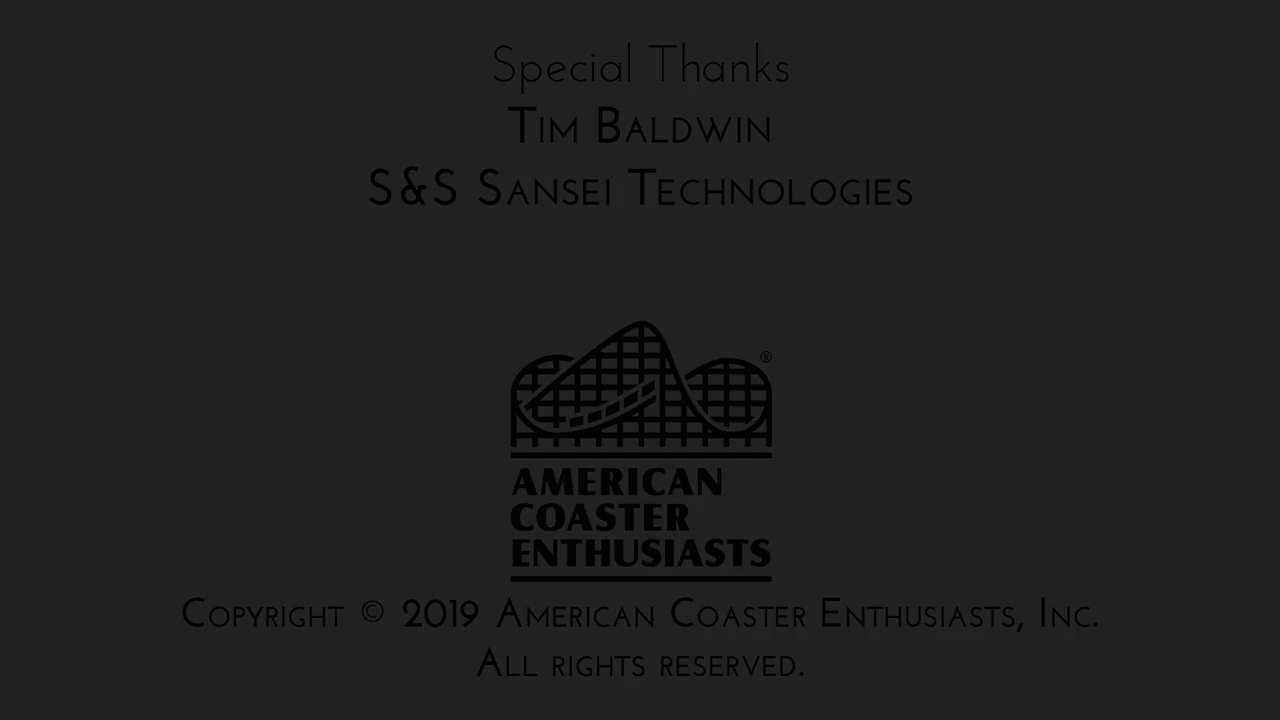 Special Thanks
Tim Baldwin
S&S Sansei Technologies
®
AMERICAN
COASTER
ENTHUSIASTS
Copyright © 2019 American Coaster Enthusiasts, Inc.
All rights reserved.